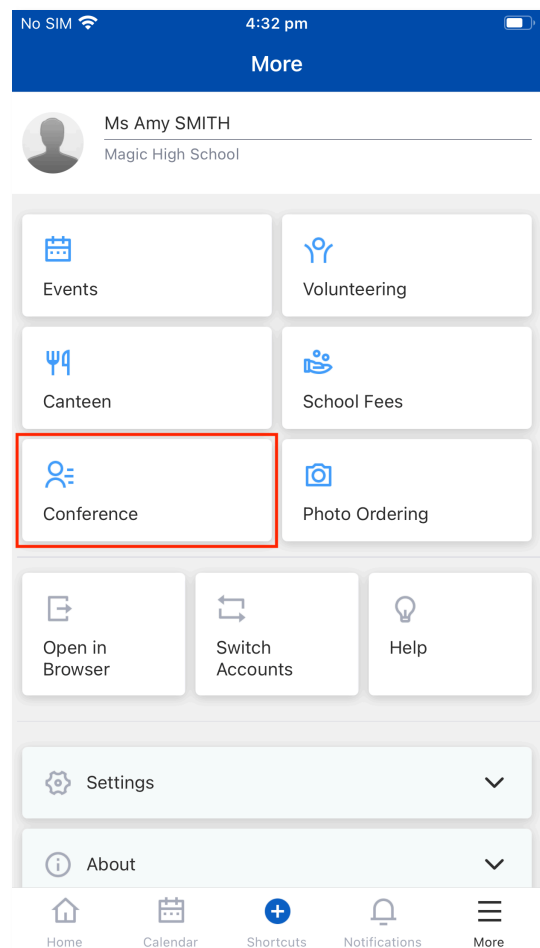 No SIM 4:32 pm
More
Ms Amy SMITH
Magic High School
Events
Volunteering
Canteen
School Fees
Conference
Photo Ordering
Open in
Browser
Switch
Accounts
Help
Settings
About
Home Calendar Shortcuts Notifications More